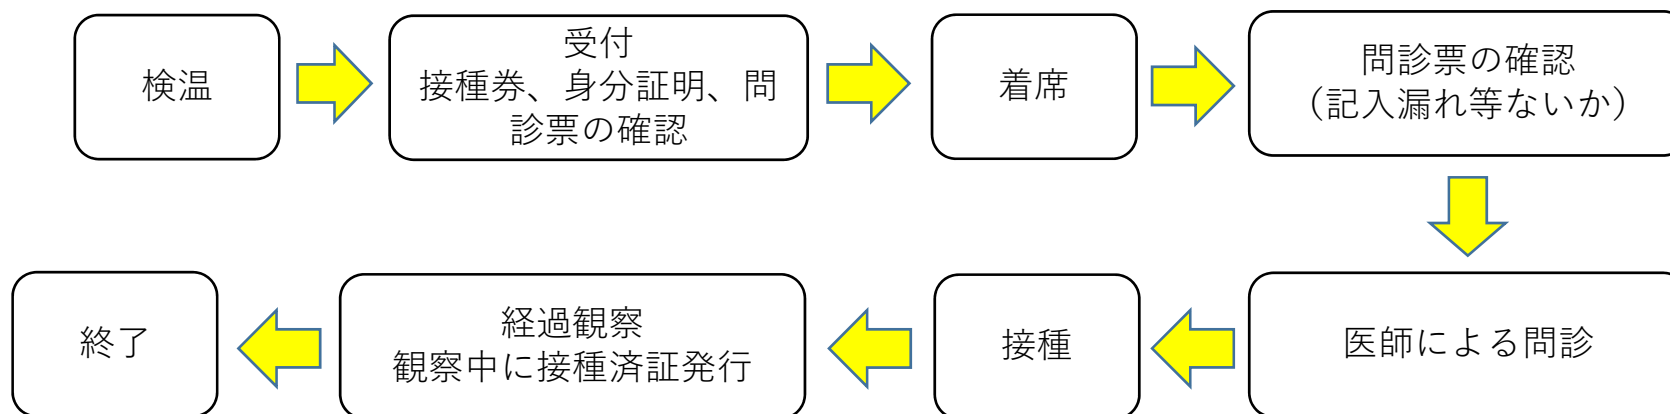 検温
受付
接種券、身分証明、問
診票の確認
着席
問診票の確認
（記入漏れ等ないか）
医師による問診
接種
経過観察
観察中に接種済証発行
終了